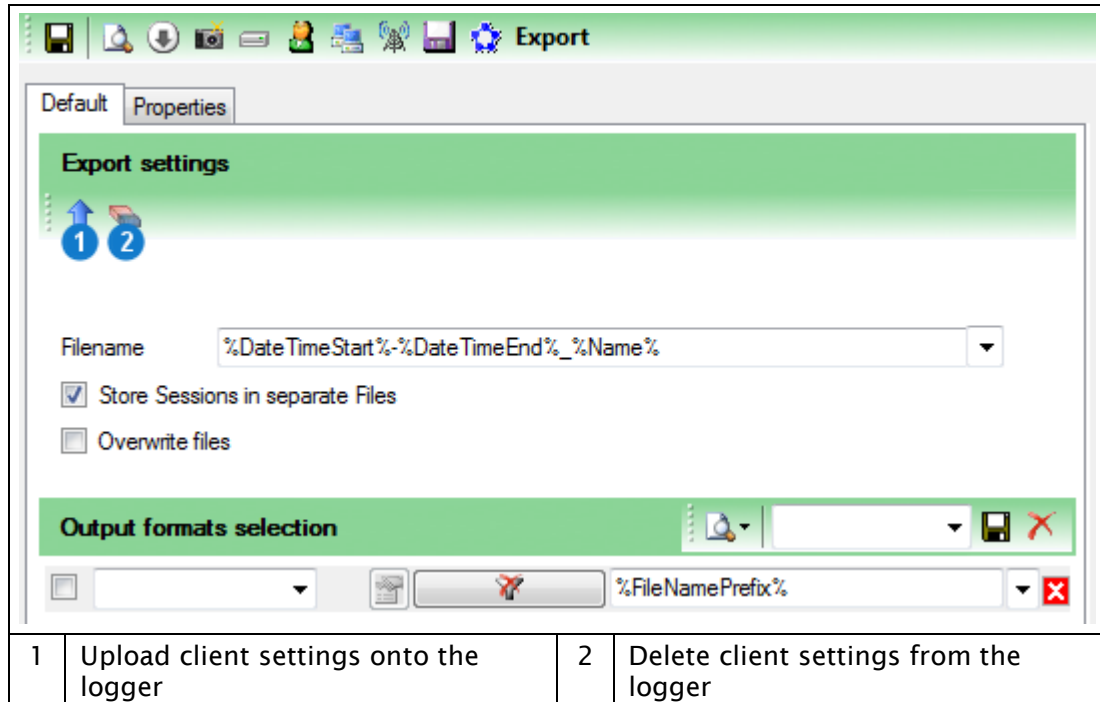 Export
Default Properties
Export settings
1 2
Filename %DateTimeStart%-%DateTimeEnd%_%Name%
Store Sessions in separate Files
Overwrite files
Output formats selection
%FileNamePrefix%
1 Upload client settings onto the
logger
2 Delete client settings from the
logger